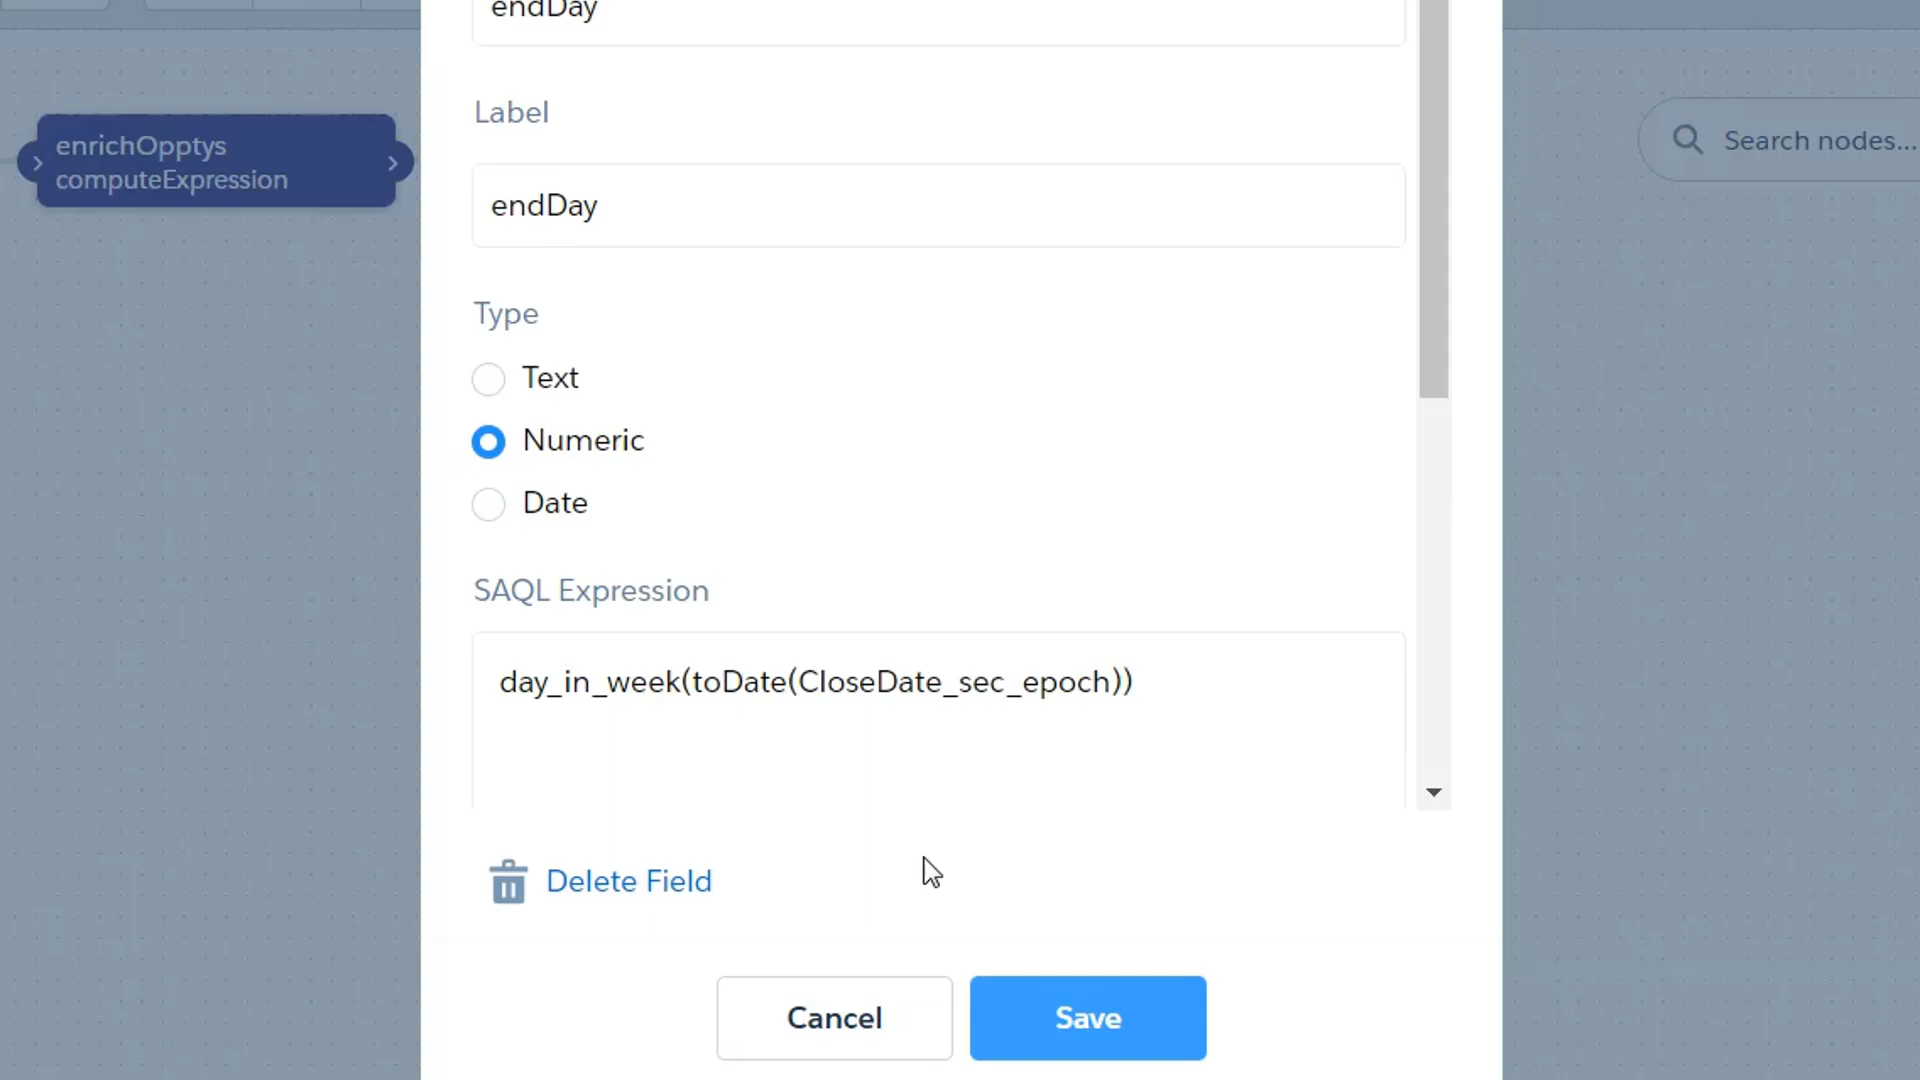 endDay
Label
enrichOpptys
computeExpression
Search nodes...
endDay
Type
Text
Numeric
Date
SAQL Expression
day_in_week(toDate(CloseDate_sec_epoch))
Delete Field
Cancel
Save